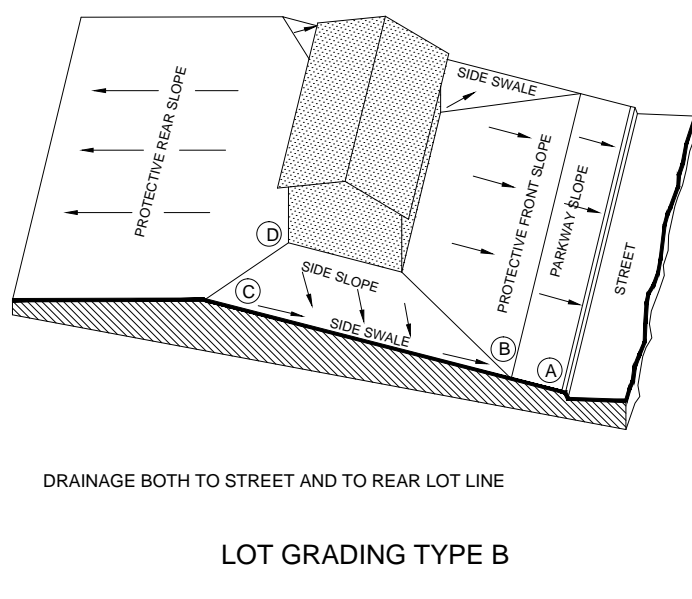 SIDE SWALE
PROTECTIVE REAR SLOPE
PROTECTIVE FRONT SLOPE
PARKWAY SLOPE
STREET
D
SIDE SLOPE
C
SIDE SWALE
B
A
DRAINAGE BOTH TO STREET AND TO REAR LOT LINE
LOT GRADING TYPE B